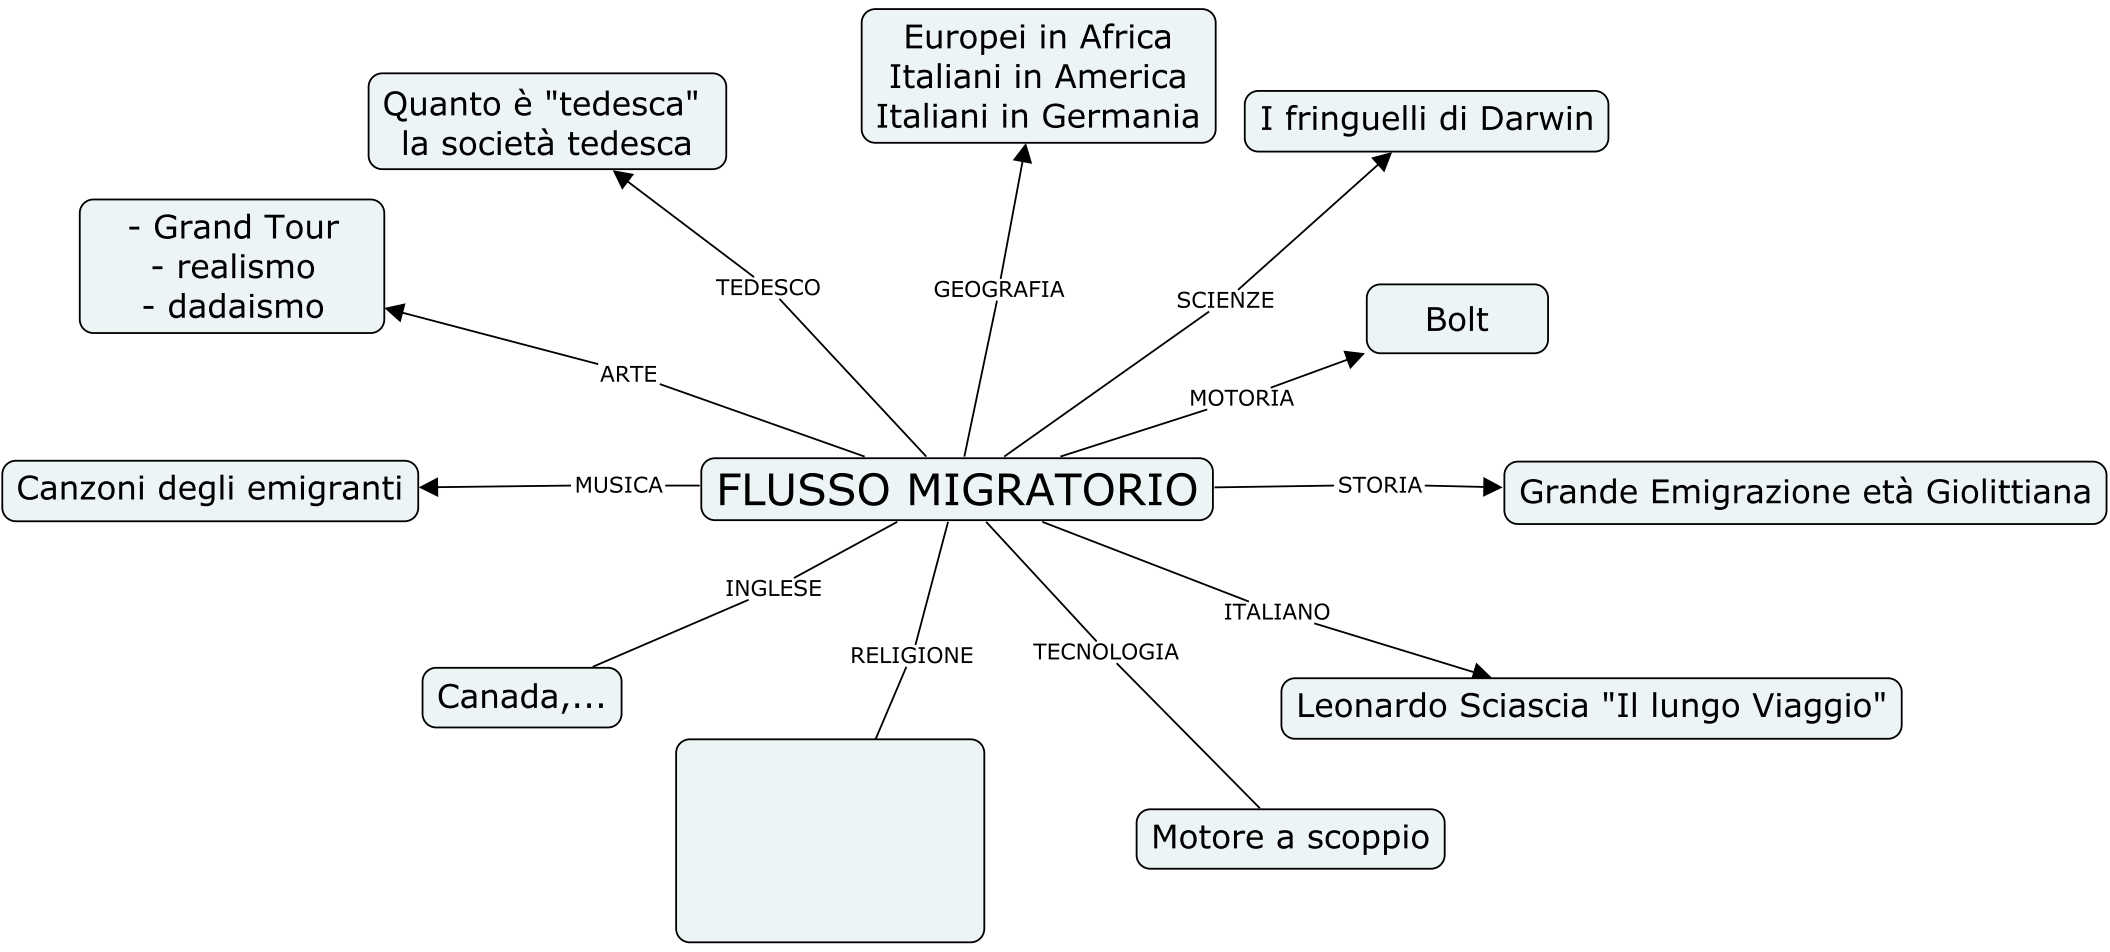 Europei in Africa
Italiani in America
Italiani in Germania
Quanto è "tedesca"
la società tedesca
I fringuelli di Darwin
- Grand Tour
- realismo
- dadaismo
TEDESCO
GEOGRAFIA
SCIENZE
Bolt
ARTE
MOTORIA
Canzoni degli emigranti
MUSICA
FLUSSO MIGRATORIO
STORIA
Grande Emigrazione età Giolittiana
INGLESE
ITALIANO
RELIGIONE
TECNOLOGIA
Canada,...
Leonardo Sciascia "Il lungo Viaggio"
Motore a scoppio